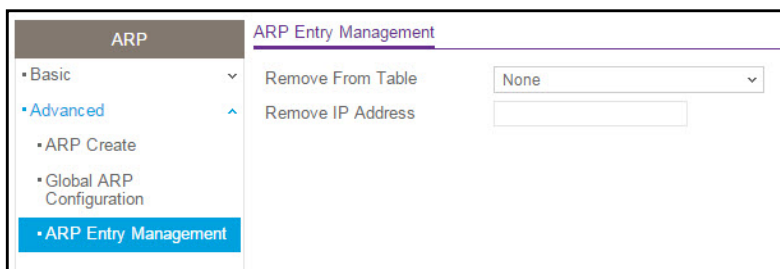 ARP
Basic
Advanced
ARP Create
Global ARP
Configuration
ARP Entry Management
ARP Entry Management
Remove From Table
None
Remove IP Address